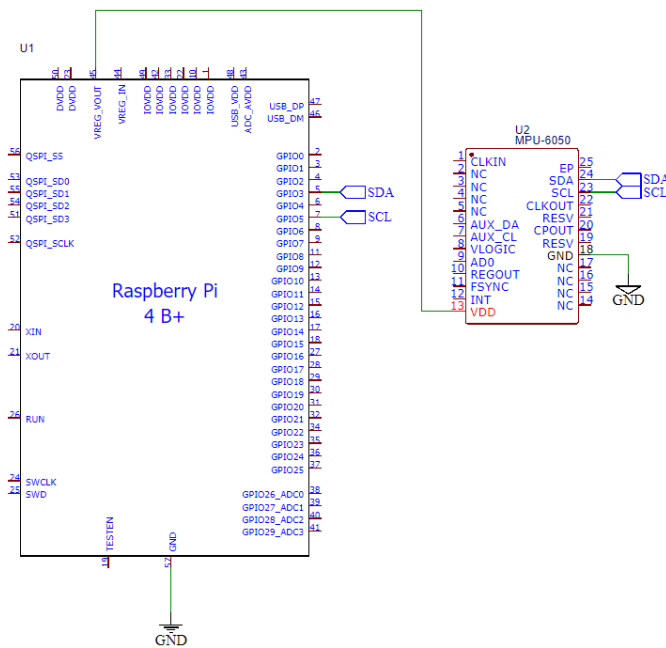 U1
50 DVDD
23 DVDD
45 VREG_VOUT
44 VREG_IN
49 IOVDD
42 IOVDD
33 IOVDD
22 IOVDD
10 IOVDD
1 IOVDD
48 USB_VDD
43 ADC_AVDD
USB_DP 47
USB_DM 46
56 QSPI_SS
53 QSPI_SD0
55 QSPI_SD1
54 QSPI_SD2
51 QSPI_SD3
52 QSPI_SCLK
20 XIN
21 XOUT
26 RUN
24 SWCLK
25 SWD
Raspberry Pi
4 B+
GPIO0 2
GPIO1 3
GPIO2 4
GPIO3 5 SDA
GPIO4 6
GPIO5 7 SCL
GPIO6 8
GPIO7 9
GPIO8 11
GPIO9 12
GPIO10 13
GPIO11 14
GPIO12 15
GPIO13 16
GPIO14 17
GPIO15 18
GPIO16 27
GPIO17 28
GPIO18 29
GPIO19 30
GPIO20 31
GPIO21 32
GPIO22 34
GPIO23 35
GPIO24 36
GPIO25 37
GPIO26_ADC0 38
GPIO27_ADC1 39
GPIO28_ADC2 40
GPIO29_ADC3 41
TESTEN 19
GND 57
GND
U2
MPU-6050
1 CLKIN
2 NC
3 NC
4 NC
5 NC
6 AUX_DA
7 AUX_CL
8 VLOGIC
9 AD0
10 REGOUT
11 FSYNC
12 INT
13 VDD
EP 25
SDA 24 SDA
SCL 23 SCL
CLKOUT 22
RESV 21
CPOUT 20
RESV 19
GND 18
NC 17
NC 16
NC 15
NC 14
GND